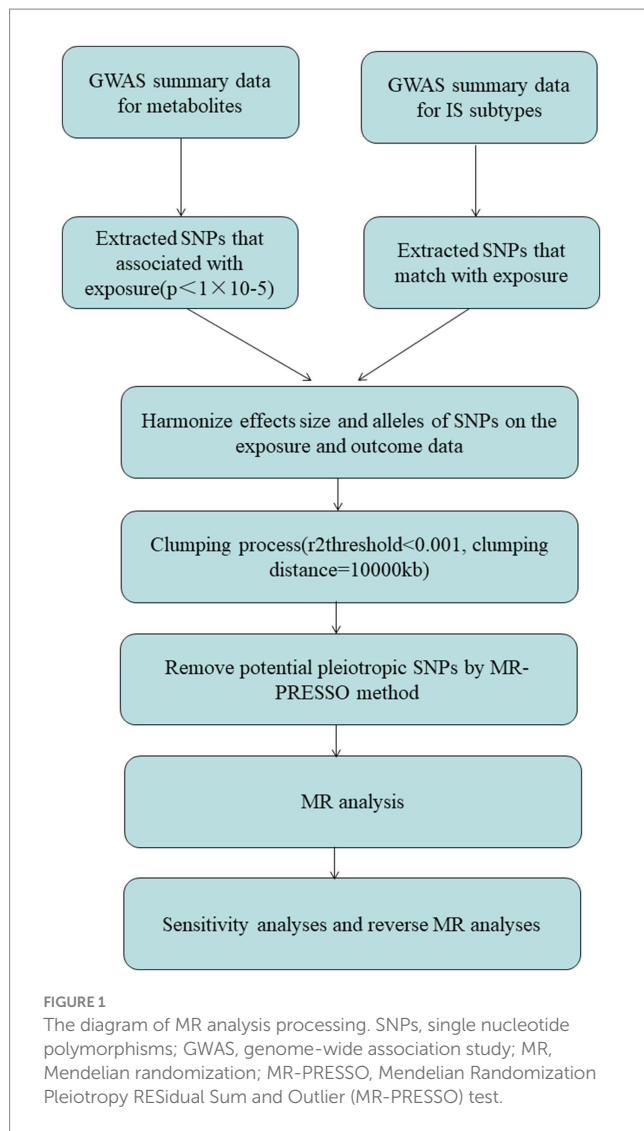 GWAS summary data
for metabolites
GWAS summary data
for IS subtypes
Extracted SNPs that
associated with
exposure(p＜1×10-5)
Extracted SNPs that
match with exposure
Harmonize effects size and alleles of SNPs on the
exposure and outcome data
Clumping process(r2threshold<0.001, clumping
distance=10000kb)
Remove potential pleiotropic SNPs by MR-
PRESSO method
MR analysis
Sensitivity analyses and reverse MR analyses
FIGURE 1
The diagram of MR analysis processing. SNPs, single nucleotide
polymorphisms; GWAS, genome-wide association study; MR,
Mendelian randomization; MR-PRESSO, Mendelian Randomization
Pleiotropy RESidual Sum and Outlier (MR-PRESSO) test.